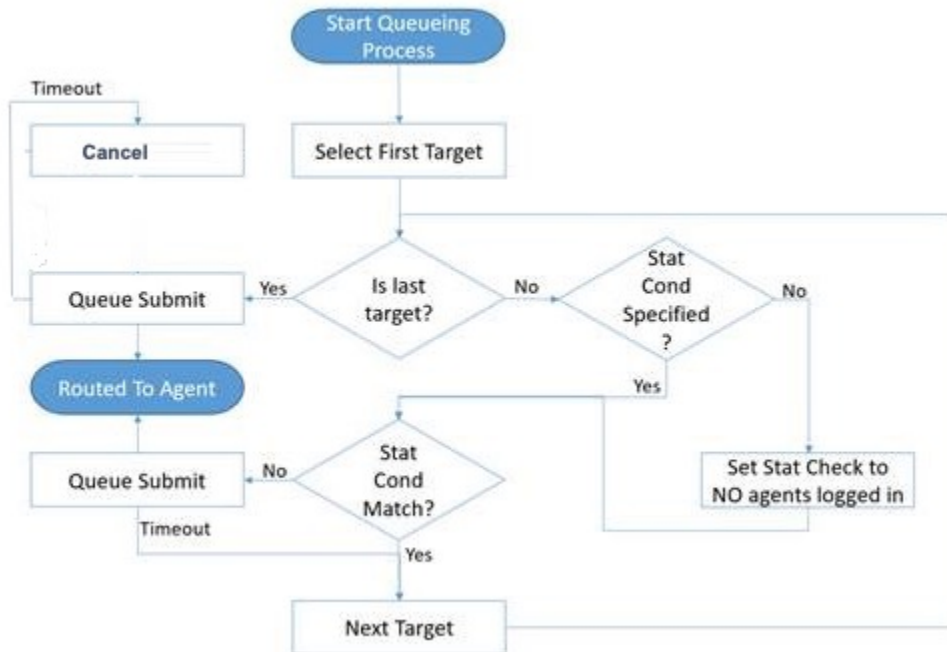 Start Queueing
Process
Timeout
Cancel
Select First Target
Queue Submit
Yes
Is last
target?
No
Stat
Cond
Specified
?
No
Routed To Agent
Yes
Queue Submit
No
Stat
Cond
Match?
Set Stat Check to
NO agents logged in
Timeout
Yes
Next Target